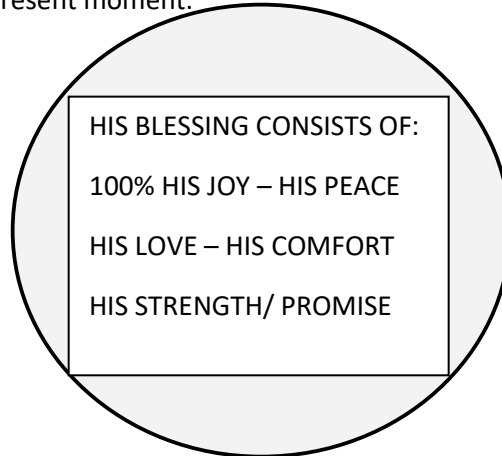 resent moment.
HIS BLESSING CONSISTS OF:
100% HIS JOY – HIS PEACE
HIS LOVE – HIS COMFORT
HIS STRENGTH/ PROMISE